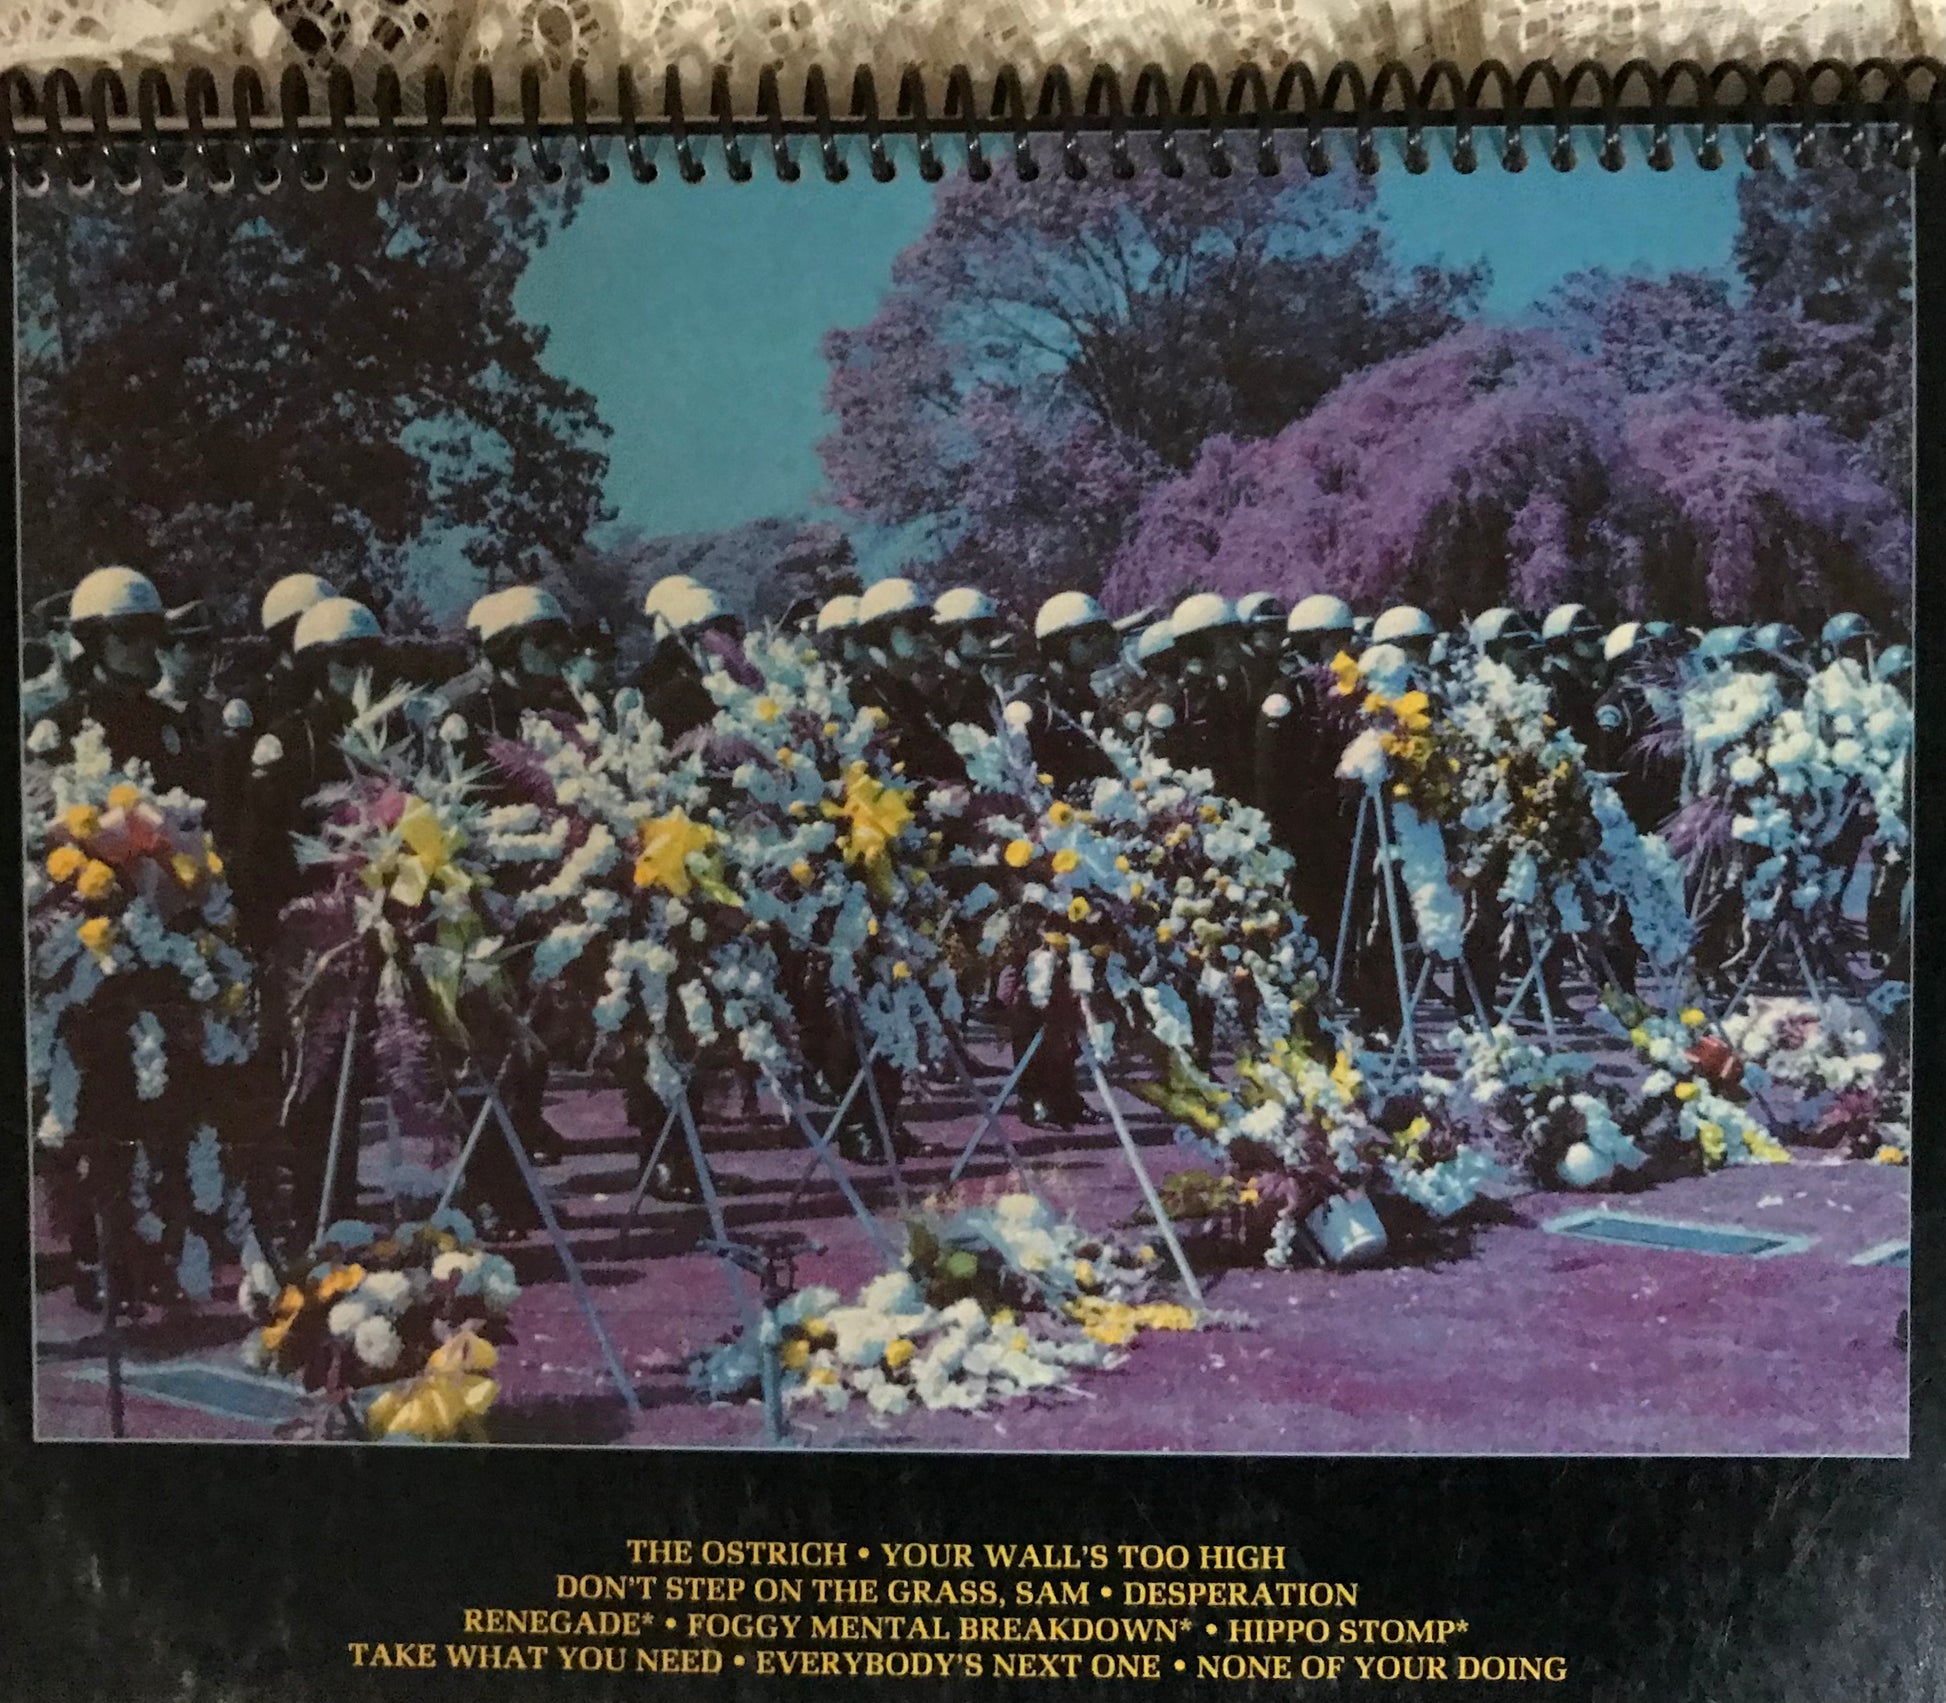 THE OSTRICH • YOUR WALL'S TOO HIGH
DON'T STEP ON THE GRASS, SAM • DESPERATION
RENEGADE* • FOGGY MENTAL BREAKDOWN* • HIPPO STOMP*
TAKE WHAT YOU NEED • EVERYBODY'S NEXT ONE • NONE OF YOUR DOING